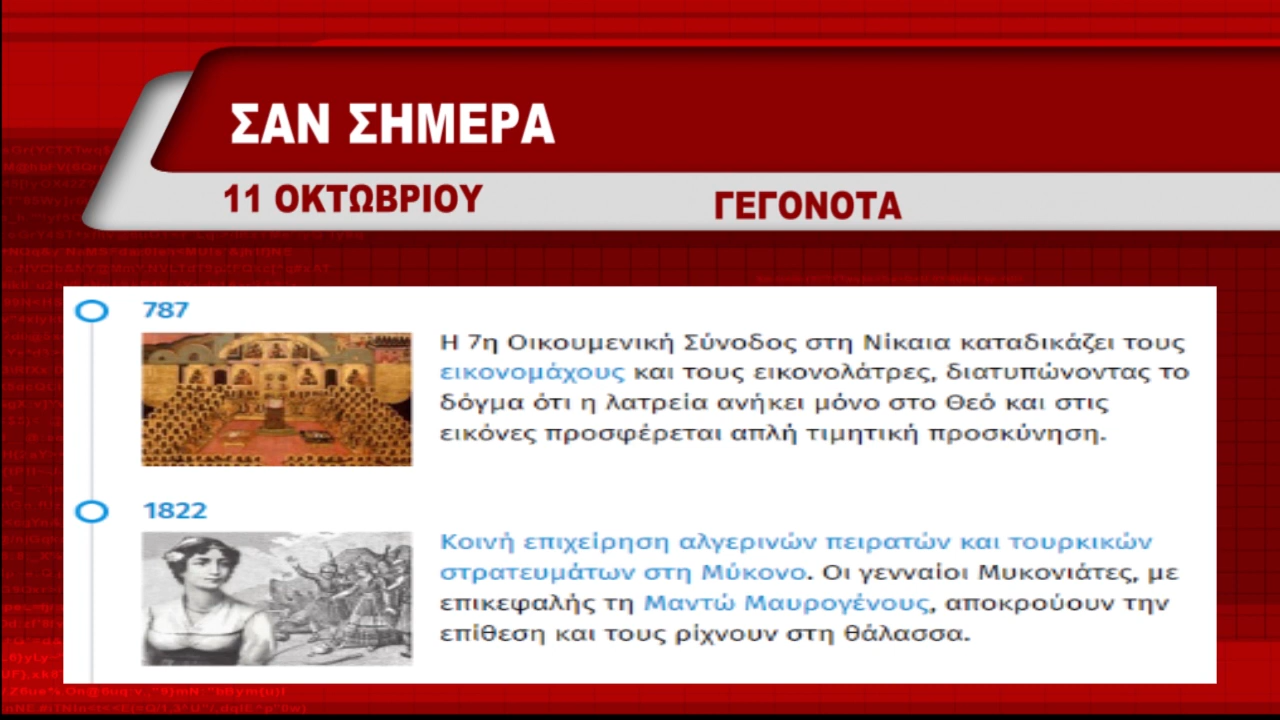 ΣΑΝ ΣΗΜΕΡΑ
11 ΟΚΤΩΒΡΙΟΥ
ΓΕΓΟΝΟΤΑ
787
Η 7η Οικουμενική Σύνοδος στη Νίκαια καταδικάζει τους
εικονομάχους και τους εικονολάτρες, διατυπώνοντας το
δόγμα ότι η λατρεία ανήκει μόνο στο Θεό και στις
εικόνες προσφέρεται απλή τιμητική προσκύνηση.
1822
Κοινή επιχείρηση αλγερινών πειρατών και τουρκικών
στρατευμάτων στη Μύκονο. Οι γενναίοι Μυκονιάτες, με
επικεφαλής τη Μαντώ Μαυρογένους, αποκρούουν την
επίθεση και τους ρίχνουν στη θάλασσα.